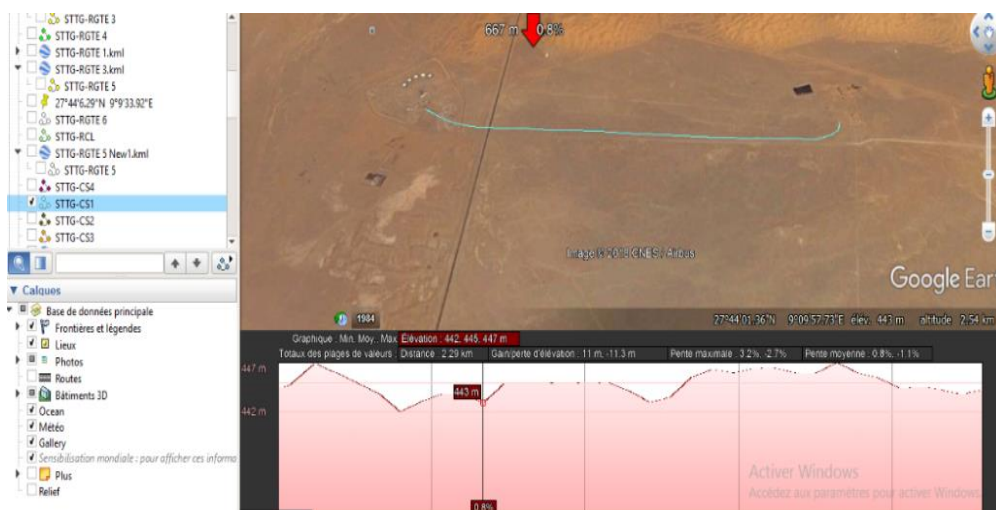 STTG-RGTE 3
STTG-RGTE 4
STTG-RGTE 1.kml
STTG-RGTE 3.kml
STTG-RGTE 5
27°44'6.29"N 9°9'33.92"E
STTG-RGTE 6
STTG-RCL
STTG-RGTE 5 New1.kml
STTG-RGTE 5
STTG-CS4
STTG-CS1
STTG-CS2
STTG-CS3
Calques
Base de données principale
Frontières et légendes
Lieux
Photos
Routes
Bâtiments 3D
Ocean
Météo
Gallery
Sensibilisation mondiale : pour afficher ces informa
Plus
Relief
667 m 0.8%
Image © 2019 CNES / Airbus
Google Ear
1984
27°44'01.36"N 9°09'57.73"E élév. 443 m altitude 2.54 km
Graphique : Min, Moy., Max Élévation : 442, 445, 447 m
Totaux des plages de valeurs : Distance : 2.29 km Gain/perte d'élévation : 11 m, -11.3 m Pente maximale : 3.2%, -2.7% Pente moyenne : 0.8%, -1.1%
447 m
443 m
442 m
Activer Windows
Accédez aux paramètres pour activer Windows.
0.8%